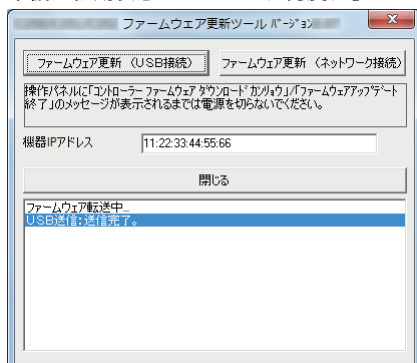 ファームウェア更新ツール バージョン
ファームウェア更新（USB接続）
ファームウェア更新（ネットワーク接続）
操作パネルに「コントローラー ファームウェア ダウンロード カンリョウ」/「ファームウェアアップデート
終了」のメッセージが表示されるまでは電源を切らないでください。
機器IPアドレス
11:22:33:44:55:66
閉じる
ファームウェア転送中...
USB送信:送信完了。